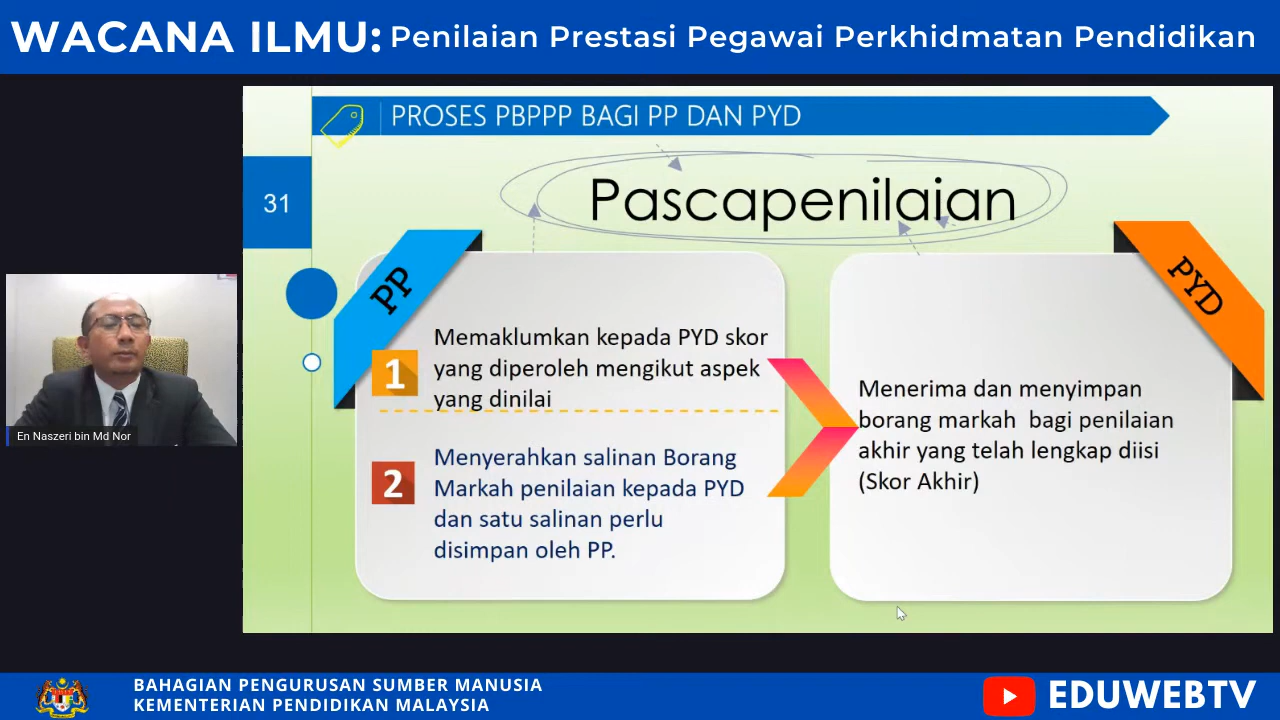 WACANA ILMU: Penilaian Prestasi Pegawai Perkhidmatan Pendidikan
PROSES PBPPP BAGI PP DAN PYD
31
Pascapenilaian
PP
1
Memaklumkan kepada PYD skor
yang diperoleh mengikut aspek
yang dinilai
2
Menyerahkan salinan Borang
Markah penilaian kepada PYD
dan satu salinan perlu
disimpan oleh PP.
PYD
Menerima dan menyimpan
borang markah bagi penilaian
akhir yang telah lengkap diisi
(Skor Akhir)
En Naszeri bin Md Nor
BAHAGIAN PENGURUSAN SUMBER MANUSIA
KEMENTERIAN PENDIDIKAN MALAYSIA
EDUWEBTV